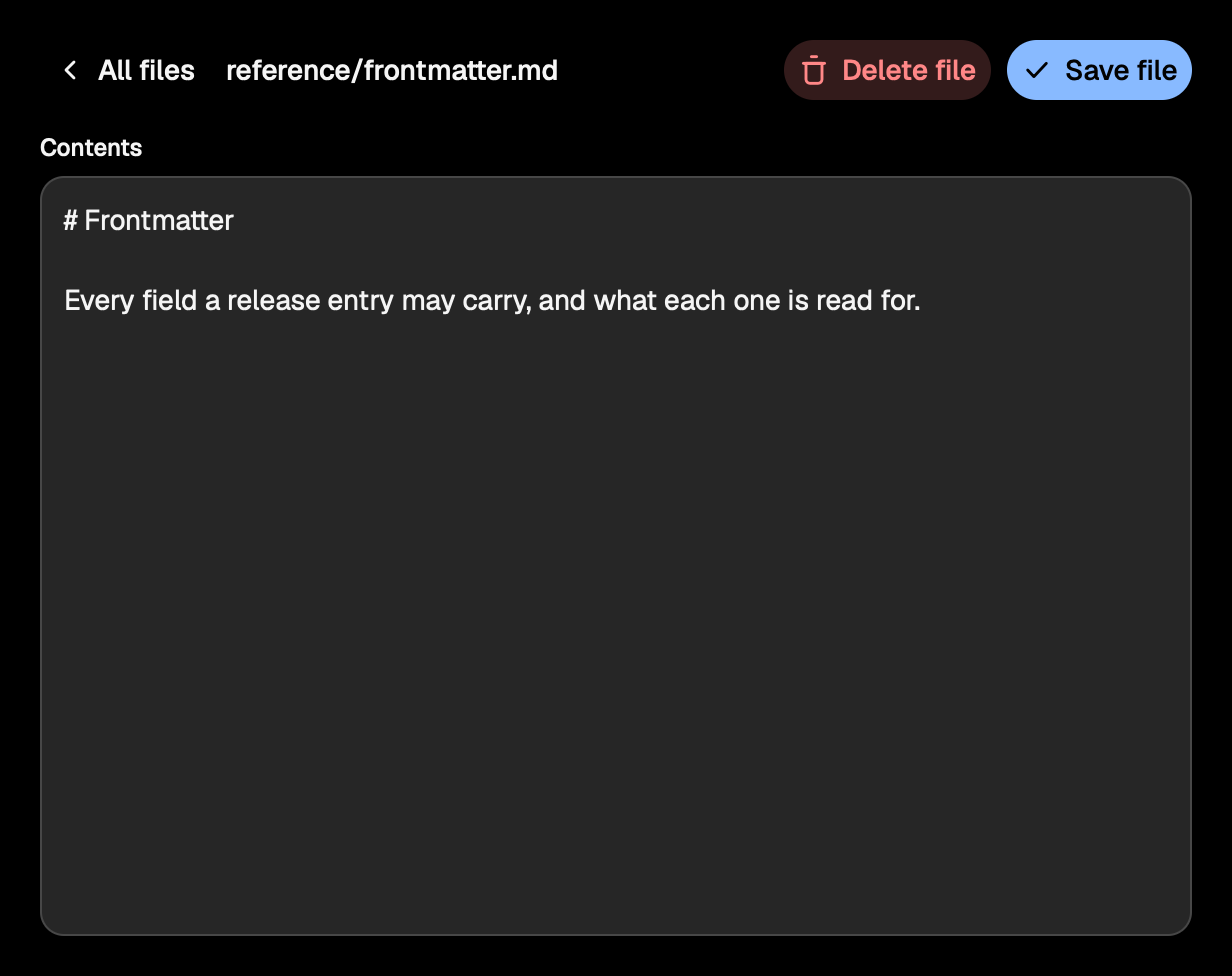 All files reference/frontmatter.md Delete file Save file
Contents
# Frontmatter
Every field a release entry may carry, and what each one is read for.